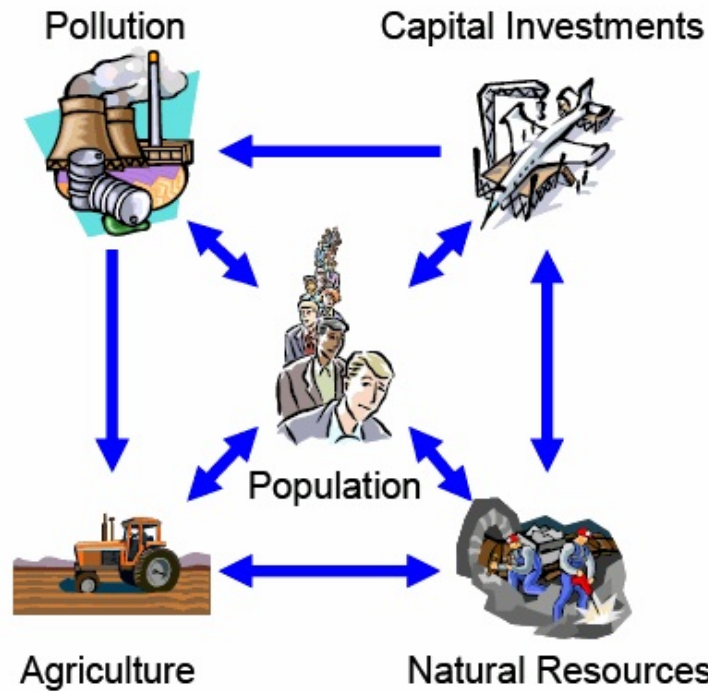 Pollution
Capital Investments
Population
Agriculture
Natural Resources